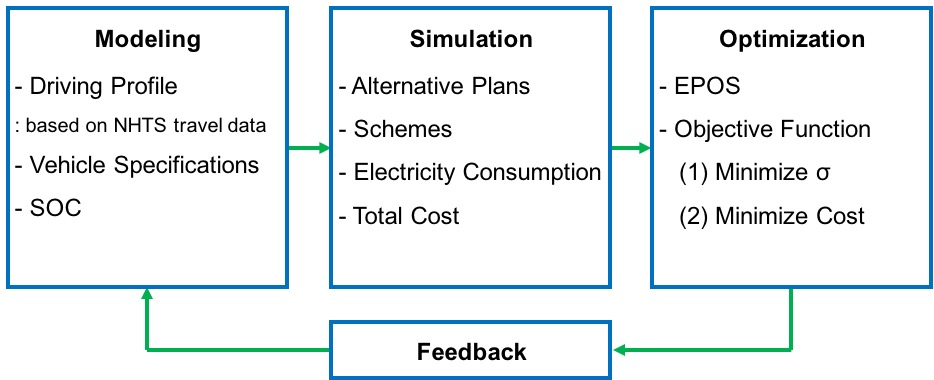 Modeling
- Driving Profile
: based on NHTS travel data
- Vehicle Specifications
- SOC
Simulation
- Alternative Plans
- Schemes
- Electricity Consumption
- Total Cost
Optimization
- EPOS
- Objective Function
(1) Minimize σ
(2) Minimize Cost
Feedback